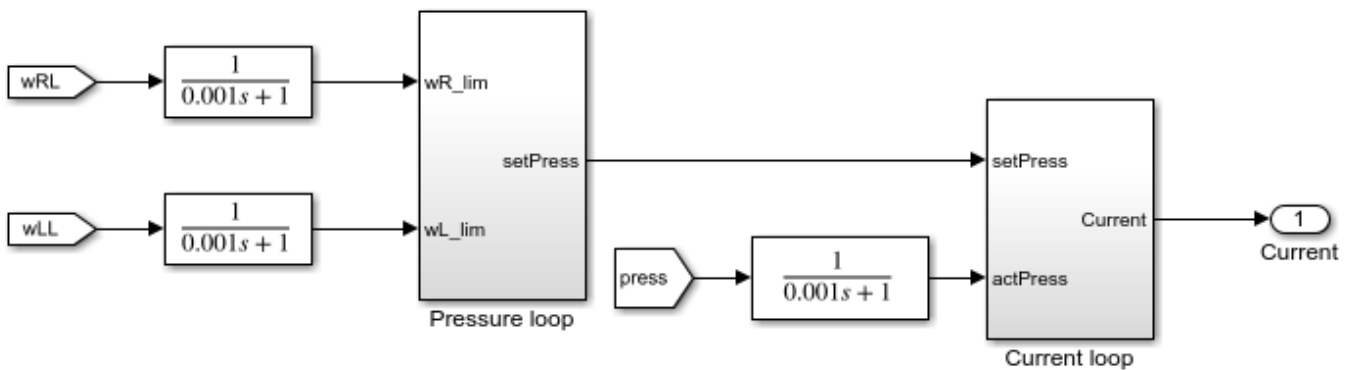 wRL
1
0.001s + 1
wR_lim
setPress
wLL
1
0.001s + 1
wL_lim
Pressure loop
press
1
0.001s + 1
setPress
actPress
Current
Current loop
1
Current